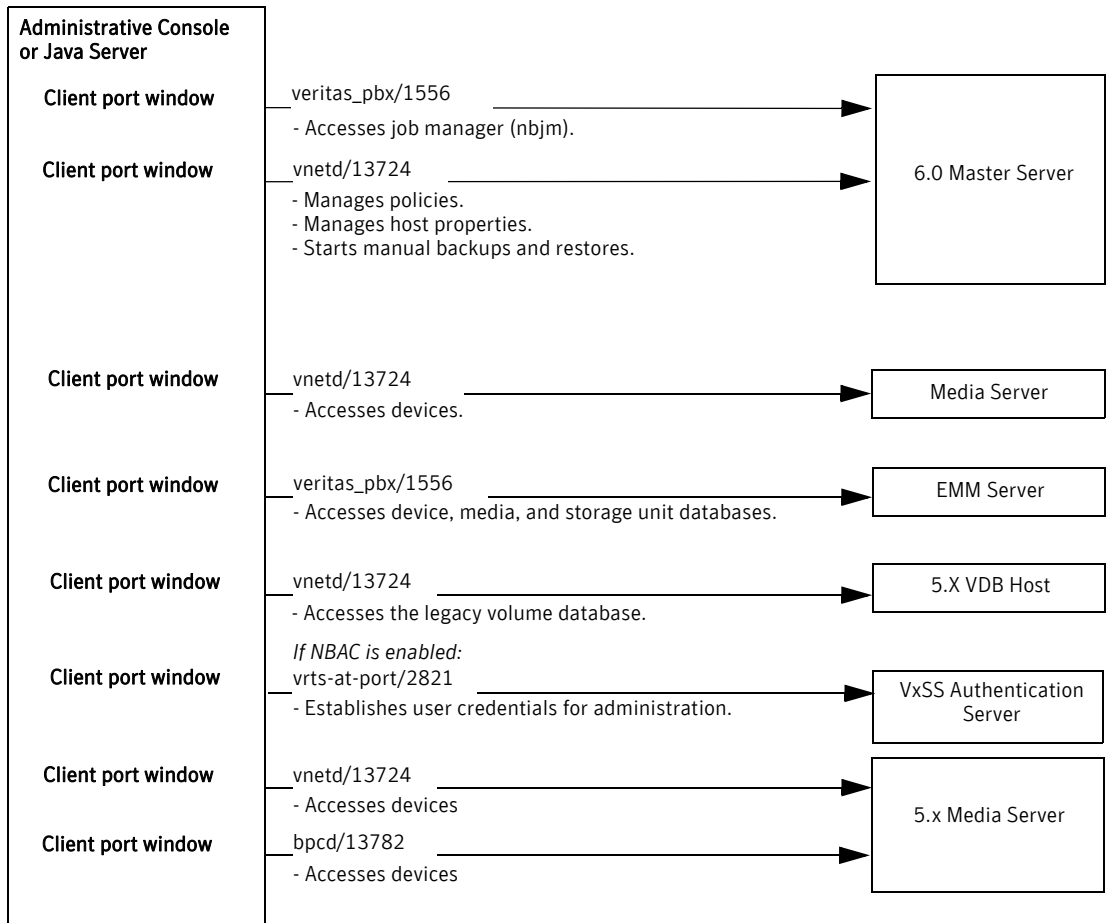 Administrative Console
or Java Server
Client port window
veritas_pbx/1556
- Accesses job manager (nbjm).
Client port window
vnetd/13724
- Manages policies.
- Manages host properties.
- Starts manual backups and restores.
6.0 Master Server
Client port window
vnetd/13724
- Accesses devices.
Media Server
Client port window
veritas_pbx/1556
- Accesses device, media, and storage unit databases.
EMM Server
Client port window
vnetd/13724
- Accesses the legacy volume database.
5.X VDB Host
If NBAC is enabled:
Client port window
vrts-at-port/2821
- Establishes user credentials for administration.
VxSS Authentication
Server
Client port window
vnetd/13724
- Accesses devices
5.x Media Server
Client port window
bpcd/13782
- Accesses devices